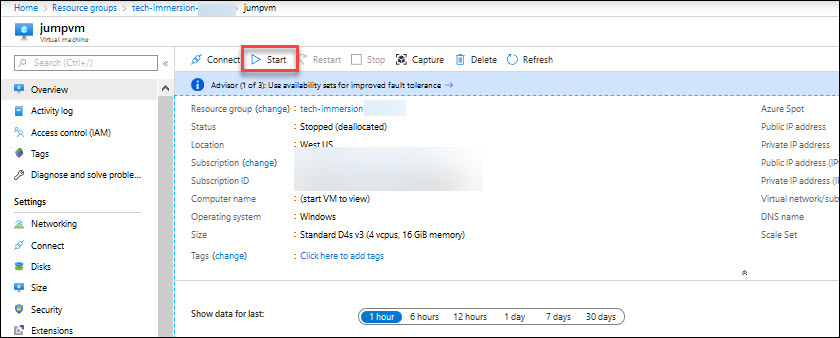 Home > Resource groups > tech-immersion- > jumpvm
jumpvm
Virtual machine
Search (Ctrl+/)
«
Connect
Start
Restart
Stop
Capture
Delete
Refresh
Advisor (1 of 3): Use availability sets for improved fault tolerance →
Overview
Activity log
Access control (IAM)
Tags
Diagnose and solve proble...
Settings
Networking
Connect
Disks
Size
Security
Extensions
Resource group (change) : tech-immersion
Status : Stopped (deallocated)
Location : West US
Subscription (change) :
Subscription ID :
Computer name : (start VM to view)
Operating system : Windows
Size : Standard D4s v3 (4 vcpus, 16 GiB memory)
Tags (change) : Click here to add tags
Azure Spot
Public IP address
Private IP address
Public IP address (IP
Private IP address (
Virtual network/sub
DNS name
Scale Set
Show data for last:
1 hour
6 hours
12 hours
1 day
7 days
30 days